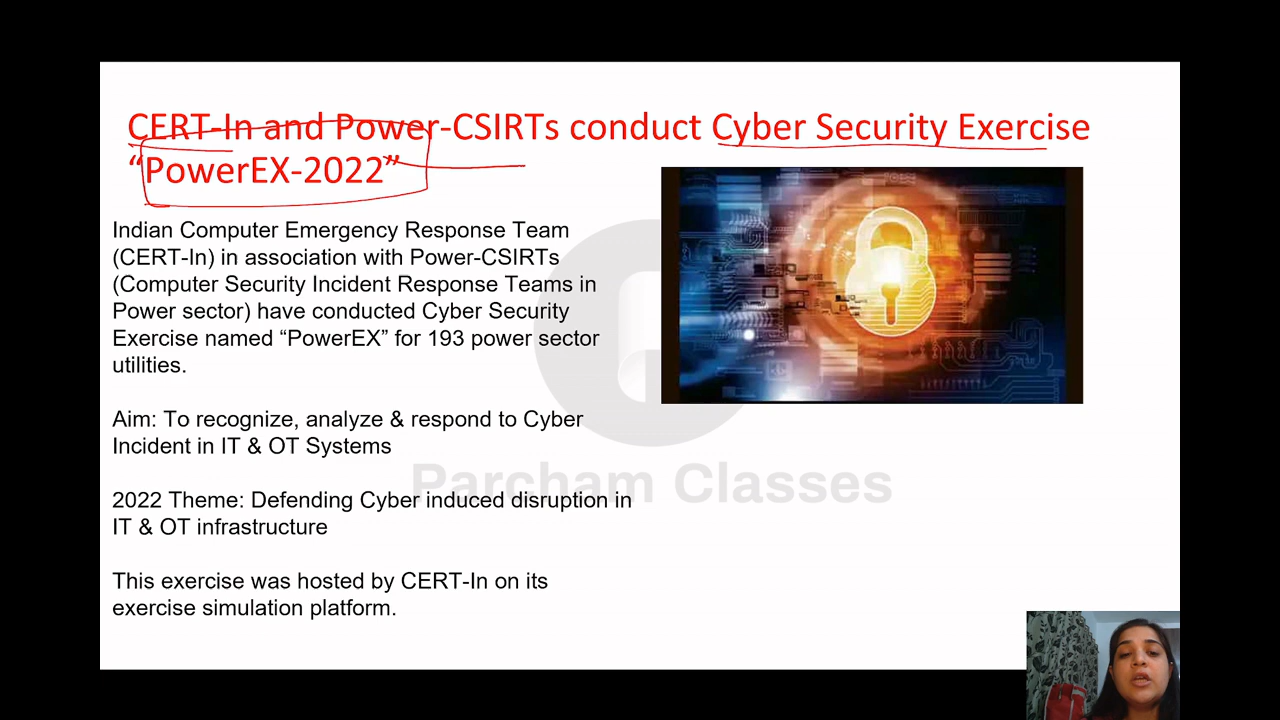 CERT-In and Power-CSIRTs conduct Cyber Security Exercise
“PowerEX-2022”
Indian Computer Emergency Response Team
(CERT-In) in association with Power-CSIRTs
(Computer Security Incident Response Teams in
Power sector) have conducted Cyber Security
Exercise named “PowerEX” for 193 power sector
utilities.
Aim: To recognize, analyze & respond to Cyber
Incident in IT & OT Systems
Parcham Classes
2022 Theme: Defending Cyber induced disruption in
IT & OT infrastructure
This exercise was hosted by CERT-In on its
exercise simulation platform.